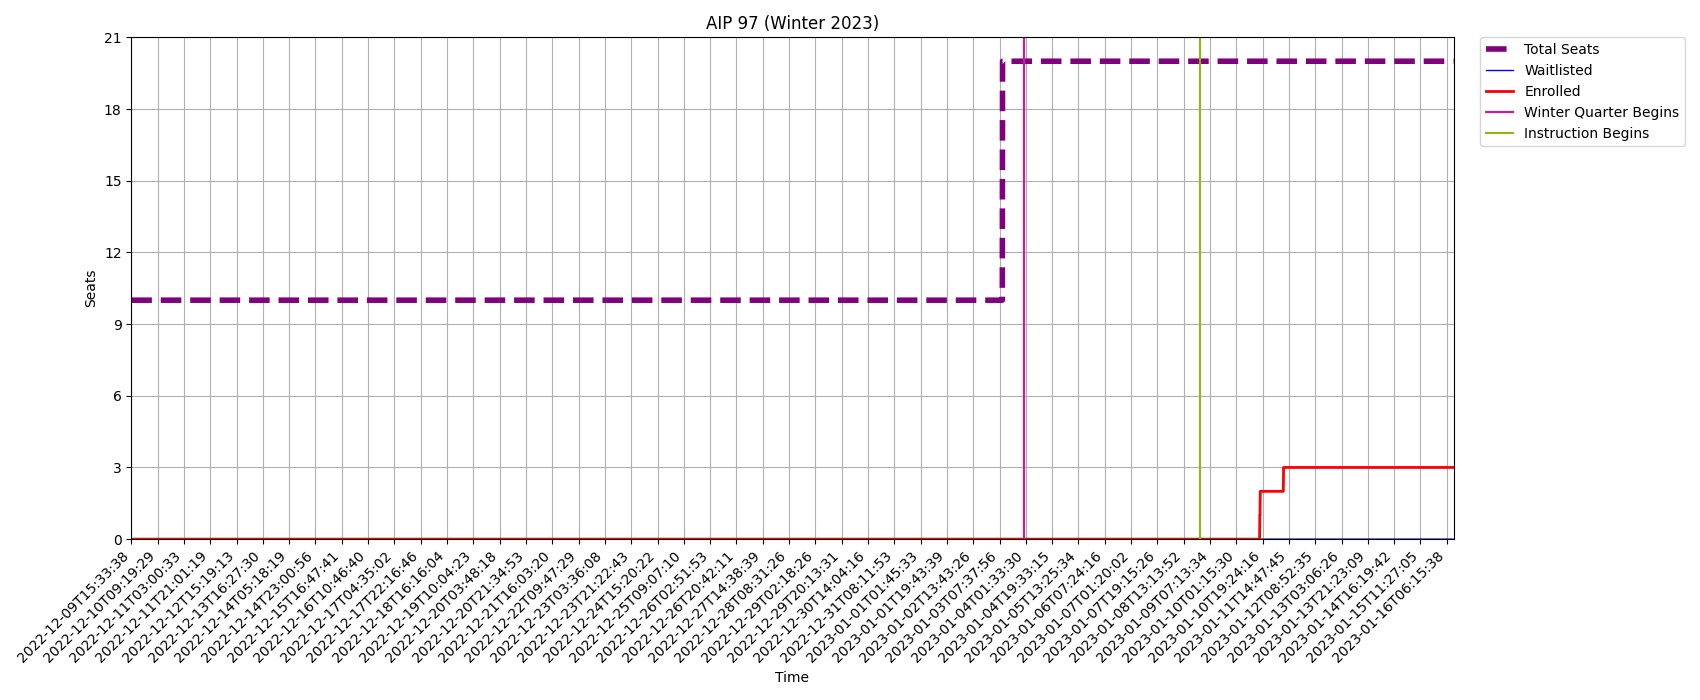 AIP 97 (Winter 2023)
21
18
15
12
9
6
3
0
Seats
Total Seats
Waitlisted
Enrolled
Winter Quarter Begins
Instruction Begins
2022-12-09T15:33:38
2022-12-10T09:19:29
2022-12-11T03:00:33
2022-12-11T21:01:19
2022-12-12T15:19:13
2022-12-13T16:27:30
2022-12-14T05:18:19
2022-12-14T23:00:56
2022-12-15T16:47:41
2022-12-16T10:46:40
2022-12-17T04:35:02
2022-12-17T22:16:46
2022-12-18T16:16:04
2022-12-19T10:04:23
2022-12-20T03:48:18
2022-12-20T21:34:53
2022-12-21T16:03:20
2022-12-22T09:47:29
2022-12-23T03:36:08
2022-12-23T21:22:43
2022-12-24T15:20:22
2022-12-25T09:07:10
2022-12-26T02:51:53
2022-12-26T20:42:11
2022-12-27T14:38:39
2022-12-28T08:31:26
2022-12-29T02:18:26
2022-12-29T20:13:31
2022-12-30T14:04:16
2022-12-31T08:11:53
2023-01-01T01:45:33
2023-01-01T19:43:39
2023-01-02T13:43:26
2023-01-03T07:37:56
2023-01-04T01:33:30
2023-01-04T19:33:15
2023-01-05T13:25:34
2023-01-06T07:24:16
2023-01-07T01:20:02
2023-01-07T19:15:26
2023-01-08T13:13:52
2023-01-09T07:13:34
2023-01-10T01:15:30
2023-01-10T19:24:16
2023-01-11T14:47:45
2023-01-12T08:52:35
2023-01-13T03:06:26
2023-01-13T21:23:09
2023-01-14T16:19:42
2023-01-15T11:27:05
2023-01-16T06:15:38
Time